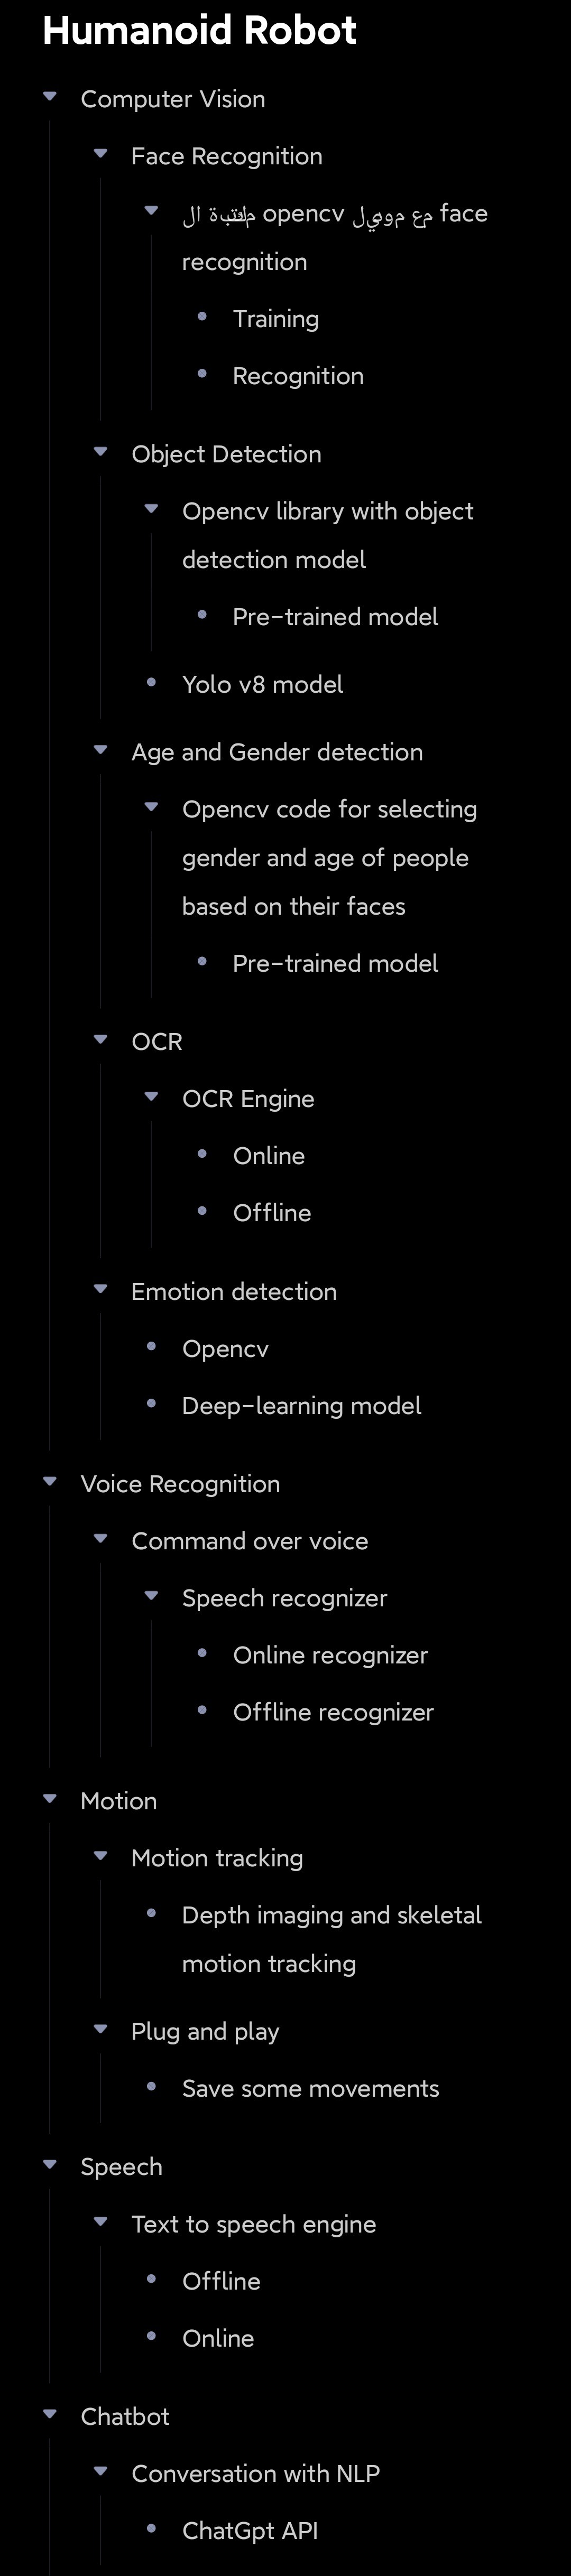 Humanoid Robot
Computer Vision
Face Recognition
مكتبة ال opencv مع موديل face
recognition
Training
Recognition
Object Detection
Opencv library with object
detection model
Pre-trained model
Yolo v8 model
Age and Gender detection
Opencv code for selecting
gender and age of people
based on their faces
Pre-trained model
OCR
OCR Engine
Online
Offline
Emotion detection
Opencv
Deep-learning model
Voice Recognition
Command over voice
Speech recognizer
Online recognizer
Offline recognizer
Motion
Motion tracking
Depth imaging and skeletal
motion tracking
Plug and play
Save some movements
Speech
Text to speech engine
Offline
Online
Chatbot
Conversation with NLP
ChatGpt API